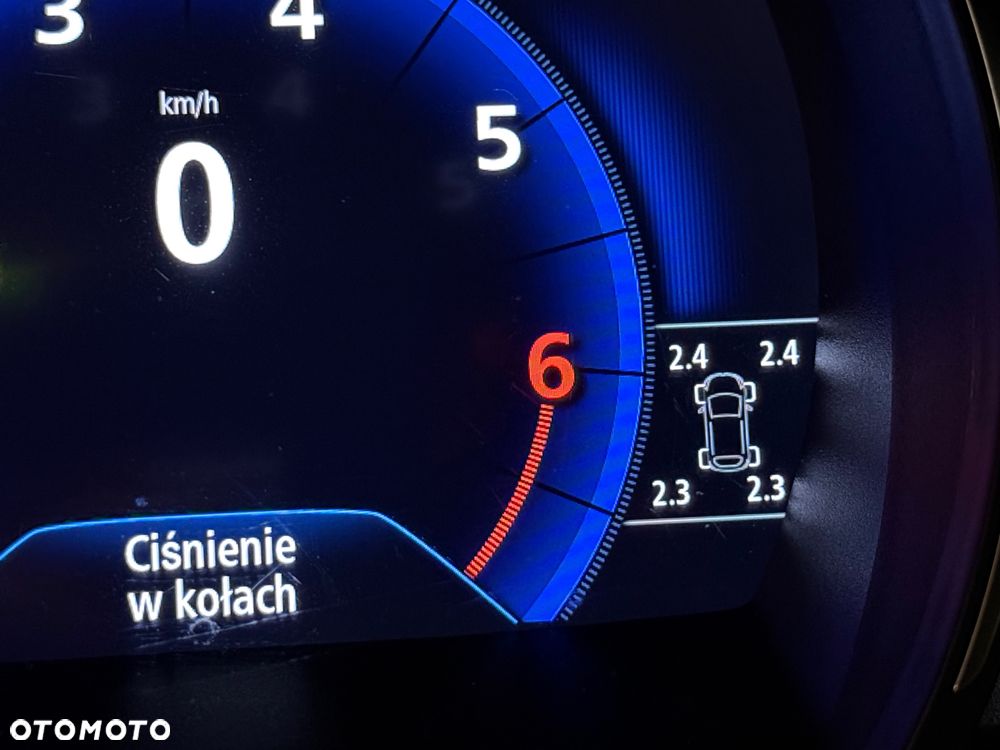 3 4
km/h
0
5
6
2.4 2.4
2.3 2.3
Ciśnienie
w kołach
OTOMOTO